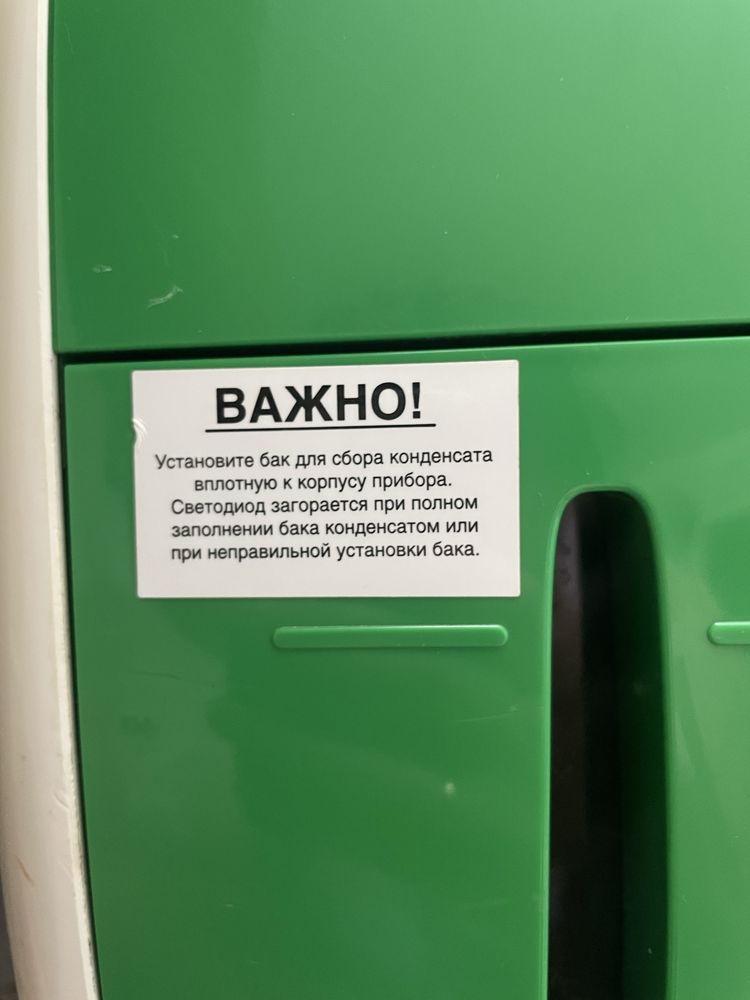 ВАЖНО!
Установите бак для сбора конденсата
вплотную к корпусу прибора.
Светодиод загорается при полном
заполнении бака конденсатом или
при неправильной установки бака.